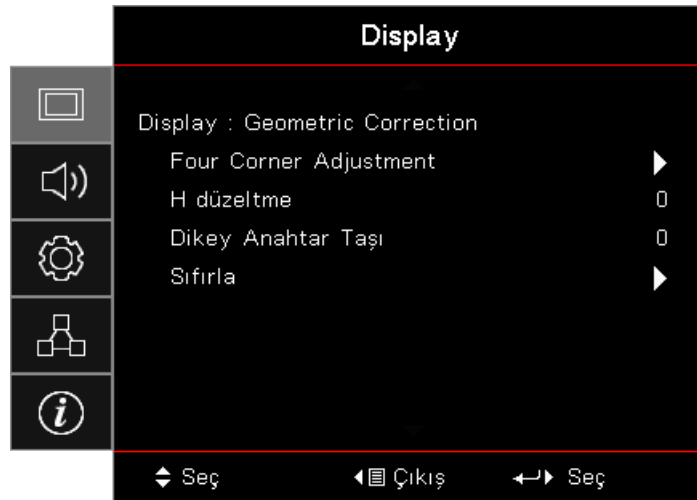 Display
Display : Geometric Correction
Four Corner Adjustment
H düzeltme 0
Dikey Anahtar Taşı 0
Sıfırla
i
Seç Çıkış Seç